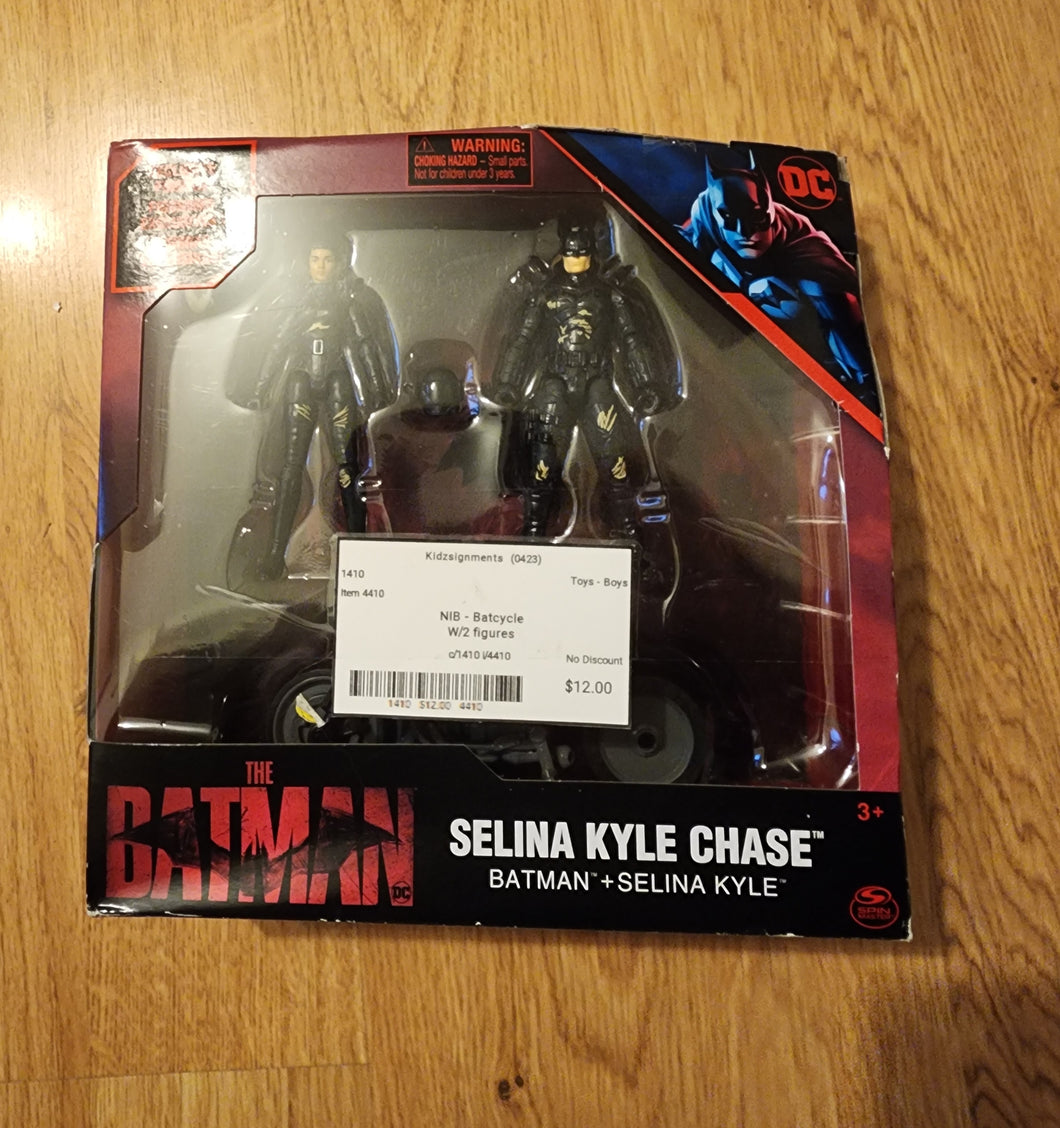 WARNING:
CHOKING HAZARD – Small parts.
Not for children under 3 years.
DC
Kidzsignments (0423)
1410
Toys - Boys
Item 4410
NIB - Batcycle
W/2 figures
c/1410 i/4410
No Discount
$12.00
1410 $12.00 4410
THE
BATMAN
DC
SELINA KYLE CHASE™
BATMAN™ + SELINA KYLE™
3+
SPIN
MASTER